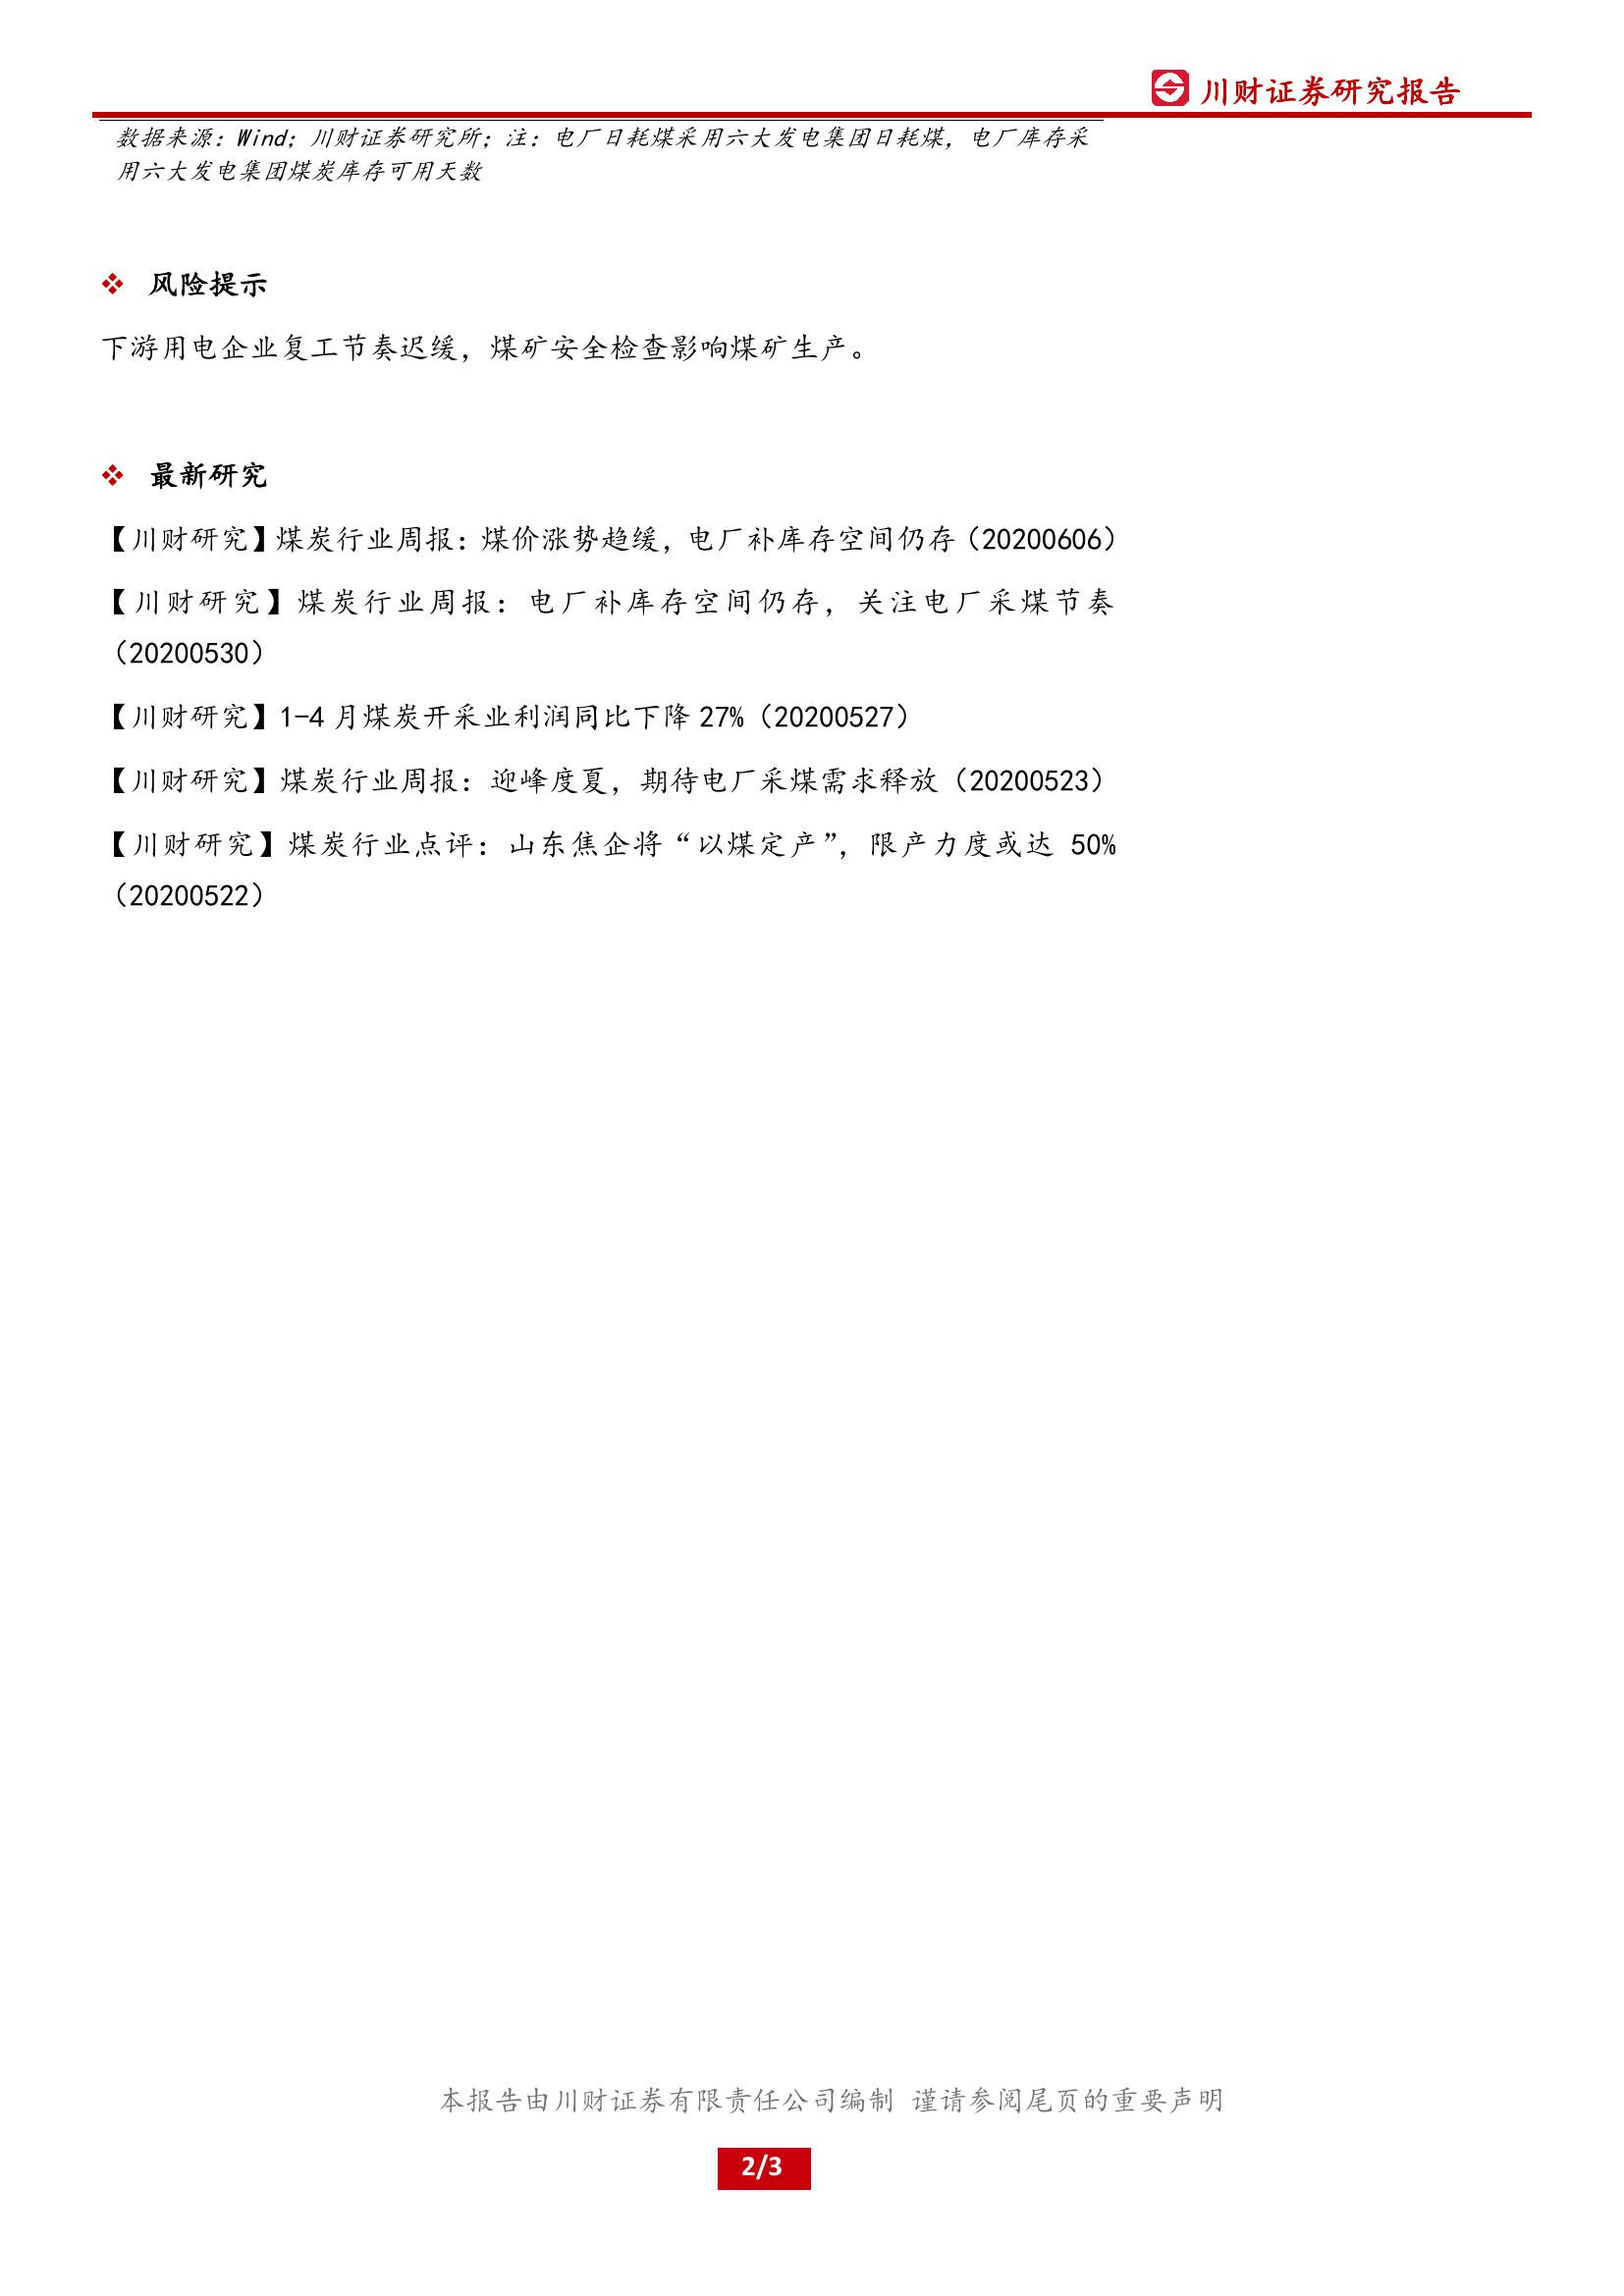 川财证券研究报告
数据来源：Wind；川财证券研究所；注：电厂日耗煤采用六大发电集团日耗煤，电厂库存采
用六大发电集团煤炭库存可用天数
❖ 风险提示
下游用电企业复工节奏迟缓，煤矿安全检查影响煤矿生产。
❖ 最新研究
【川财研究】煤炭行业周报：煤价涨势趋缓，电厂补库存空间仍存（20200606）
【川财研究】煤炭行业周报：电厂补库存空间仍存，关注电厂采煤节奏
（20200530）
【川财研究】1-4 月煤炭开采业利润同比下降 27%（20200527）
【川财研究】煤炭行业周报：迎峰度夏，期待电厂采煤需求释放（20200523）
【川财研究】煤炭行业点评：山东焦企将“以煤定产”，限产力度或达 50%
（20200522）
本报告由川财证券有限责任公司编制 谨请参阅尾页的重要声明
2/3